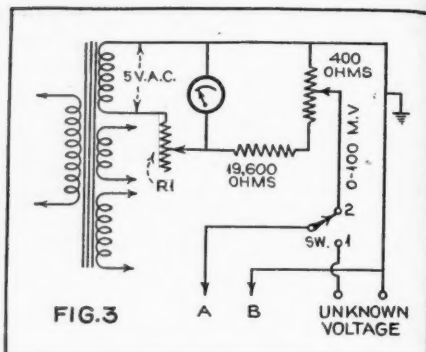 400
OHMS
5 V. A.C.
0-100 M.V
19,600
OHMS
R1
2
SW.
1
FIG.3
A
B
UNKNOWN
VOLTAGE